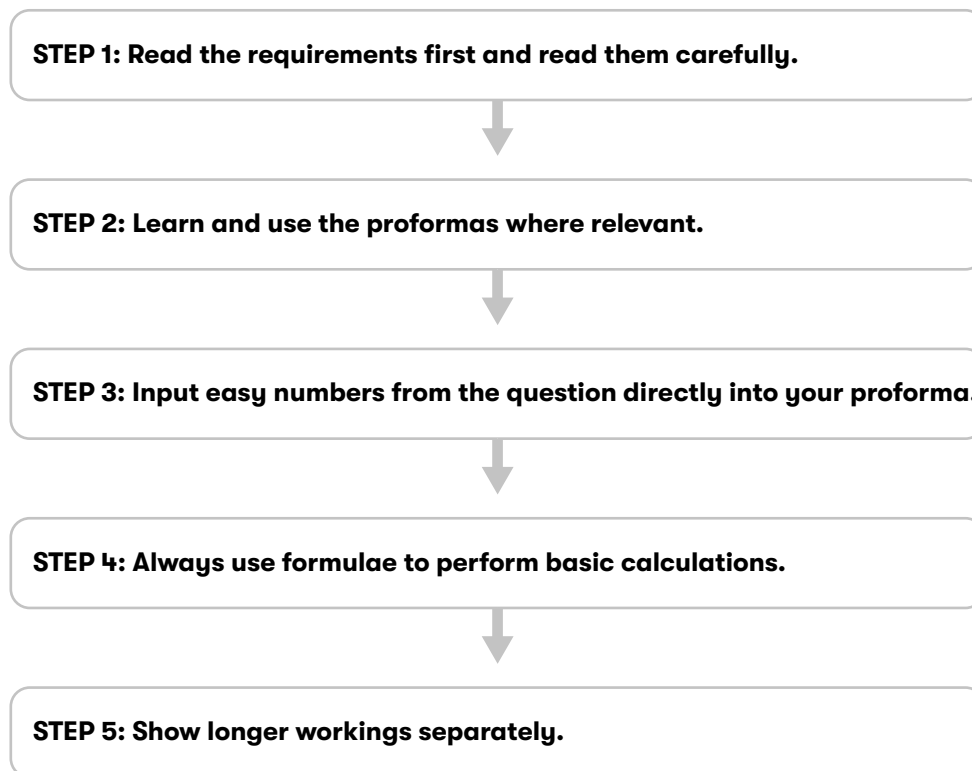 STEP 1: Read the requirements first and read them carefully.
STEP 2: Learn and use the proformas where relevant.
STEP 3: Input easy numbers from the question directly into your proforma.
STEP 4: Always use formulae to perform basic calculations.
STEP 5: Show longer workings separately.